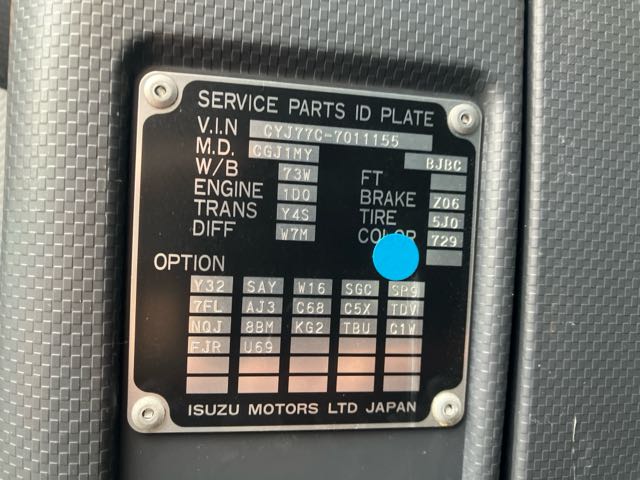 SERVICE PARTS ID PLATE
V.I.N CYJ77C-7011155
M.D. CGJ1MY BJBC
W/B 73W FT
ENGINE 1D0 BRAKE Z06
TRANS Y4S TIRE 5J0
DIFF W7M COLOR 729
OPTION
Y32 SAY W16 SGC SP9
7FL AJ3 C68 C5X TDV
NQJ 8BM KG2 TBU C1W
FJR U69
ISUZU MOTORS LTD JAPAN